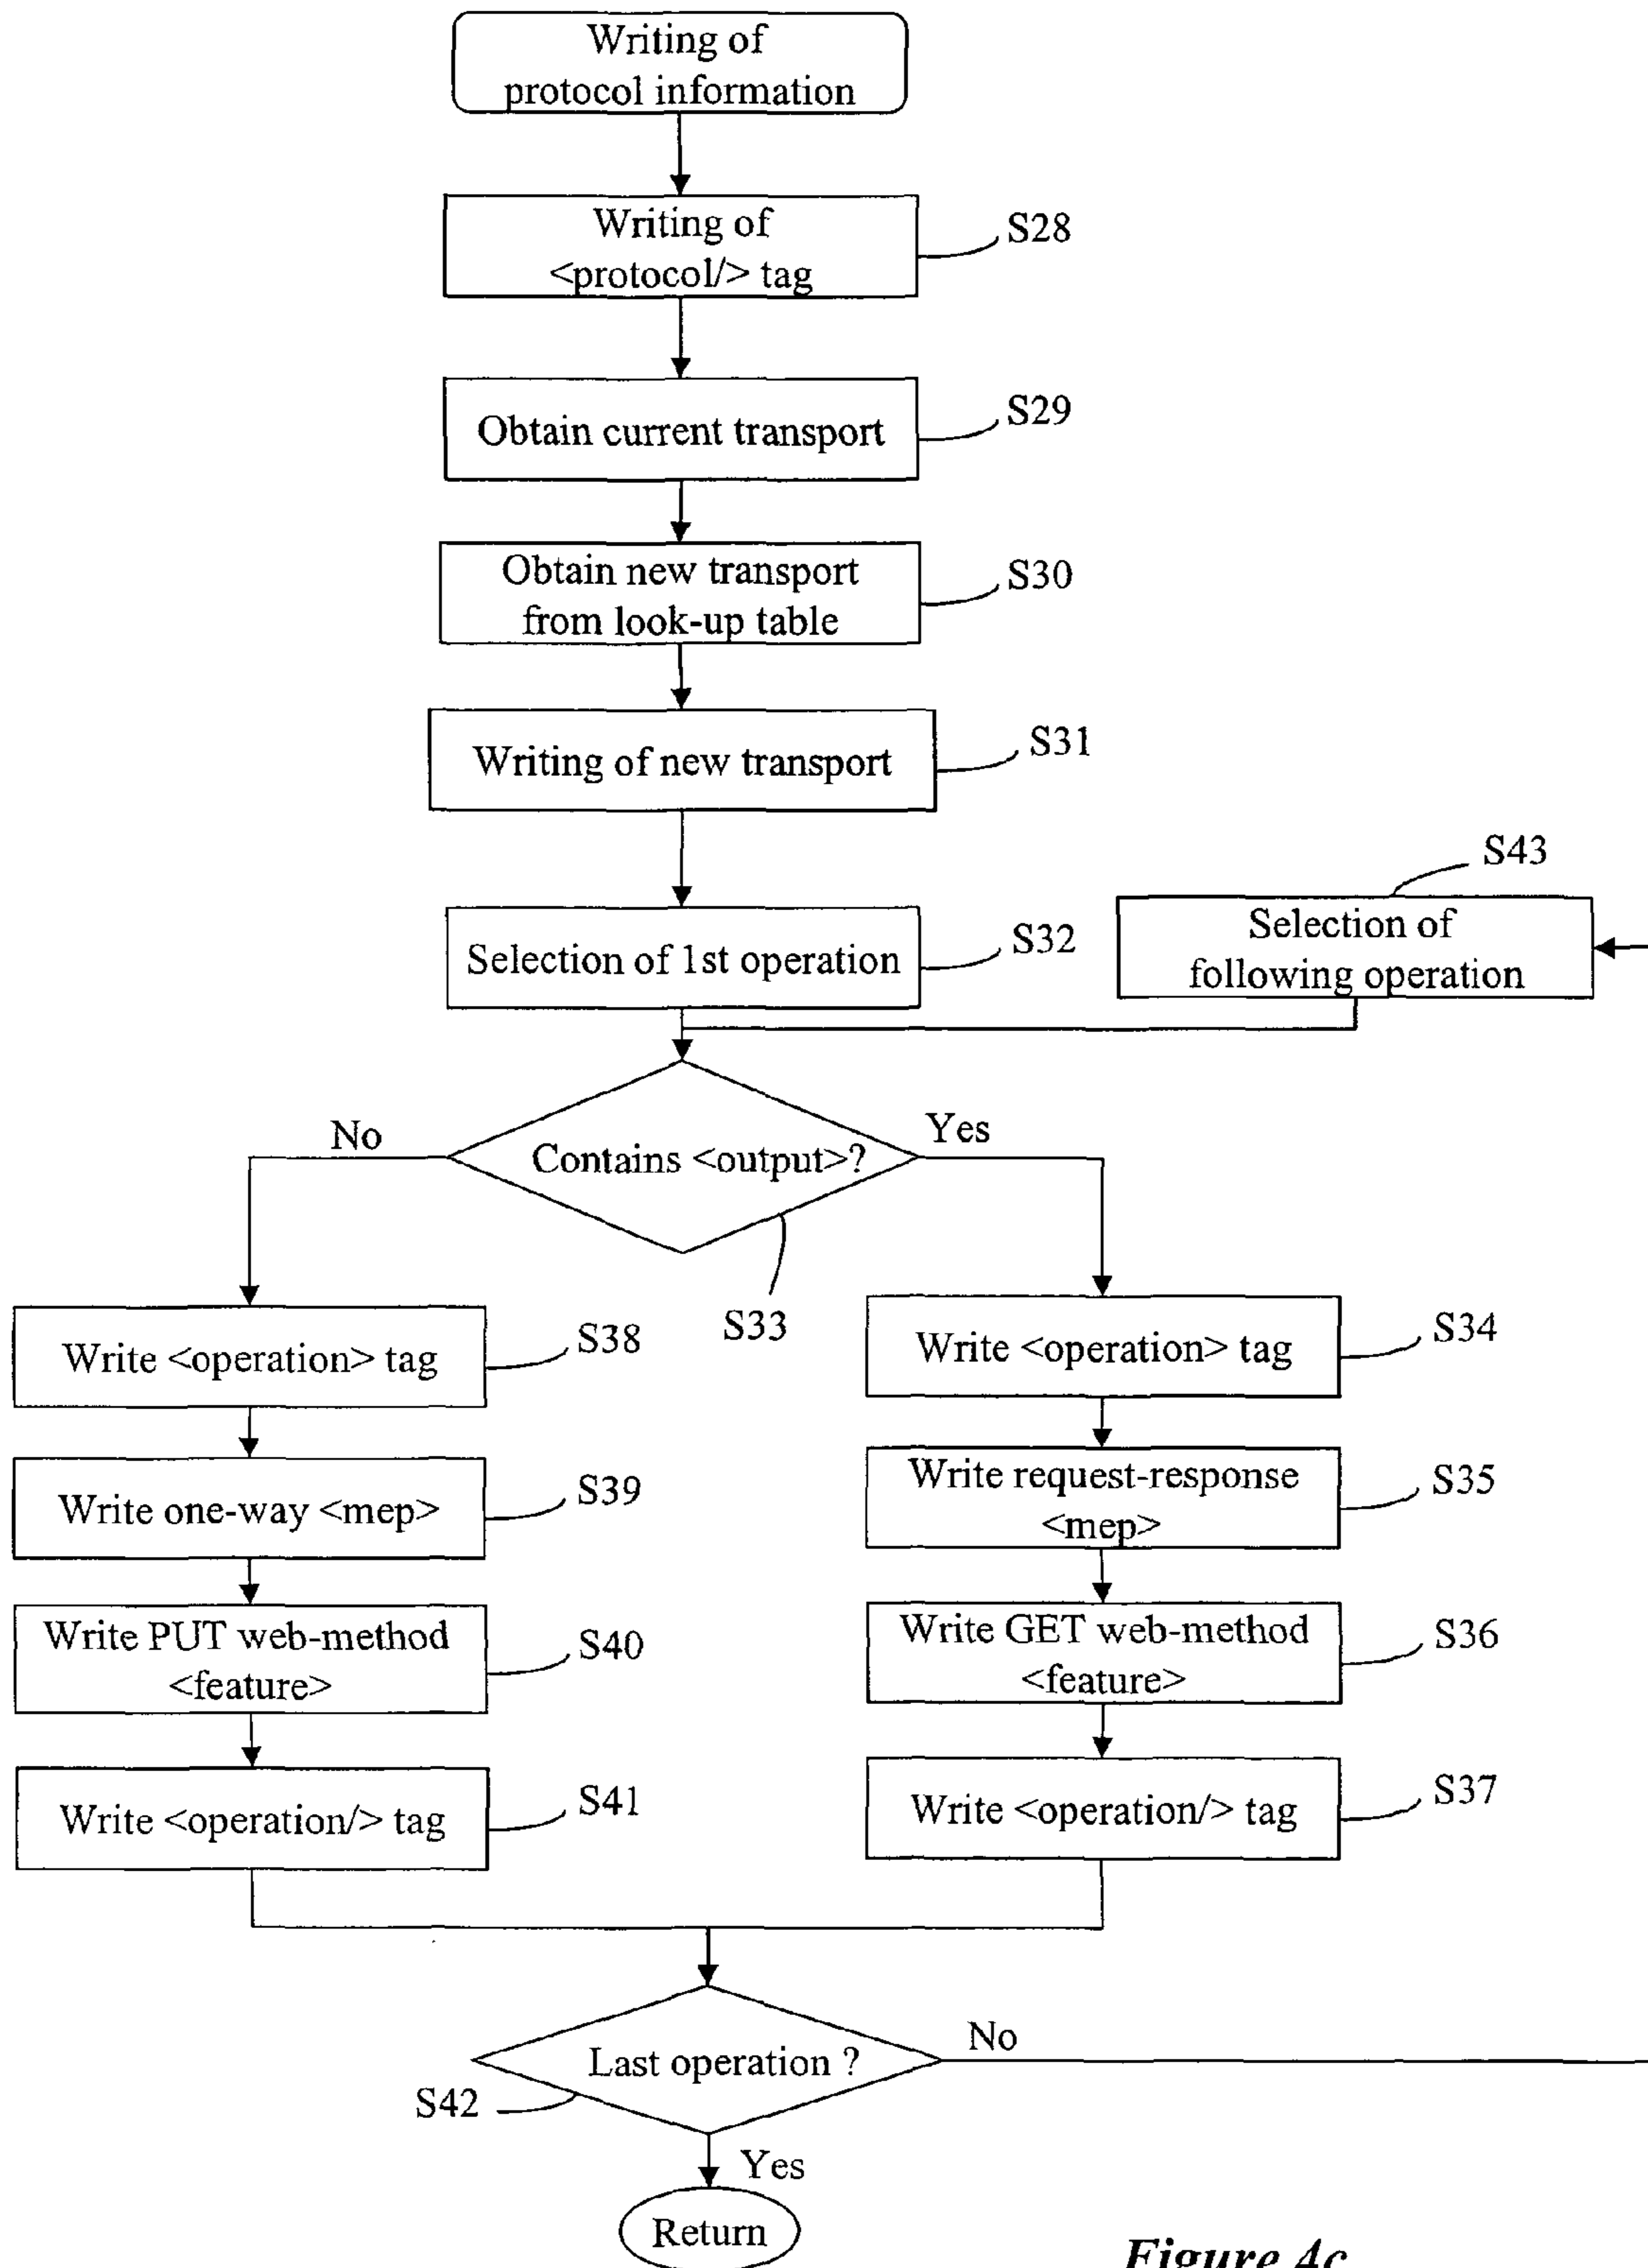 Writing of
protocol information
Writing of
<protocol/> tag
S28
Obtain current transport
S29
Obtain new transport
from look-up table
S30
Writing of new transport
S31
S43
Selection of
following operation
Selection of 1st operation
S32
No
Yes
Contains <output>?
S33
Write <operation> tag
S38
Write <operation> tag
S34
Write one-way <mep>
S39
Write request-response
<mep>
S35
Write PUT web-method
<feature>
S40
Write GET web-method
<feature>
S36
Write <operation/> tag
S41
Write <operation/> tag
S37
Last operation ?
No
S42
Yes
Return
Figure 4c